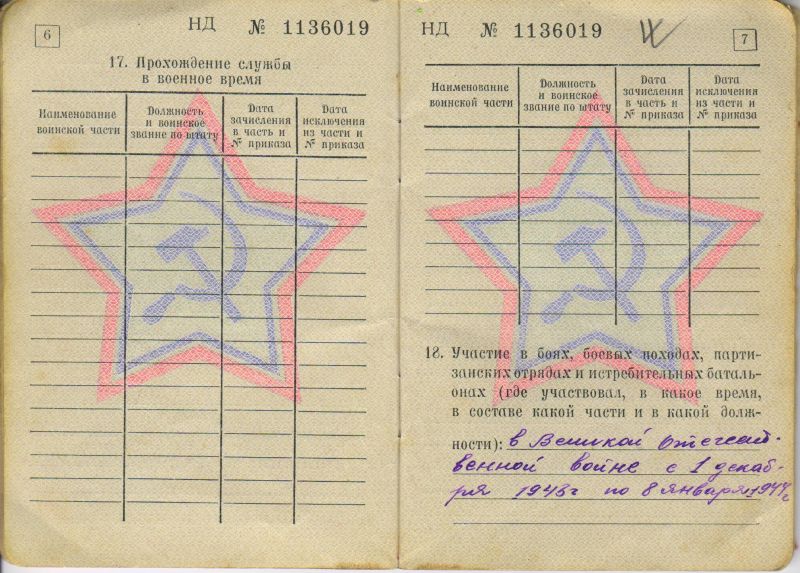 6
НД № 1136019
17. Прохождение службы
в военное время
Наименование воинской части
Должность и воинское звание по штату
Дата зачисления в часть и № приказа
Дата исключения из части и № приказа
НД № 1136019
7
Наименование воинской части
Должность и воинское звание по штату
Дата зачисления в часть и № приказа
Дата исключения из части и № приказа
18. Участие в боях, боевых походах, парти-
занских отрядах и истребительных баталь-
онах (где участвовал, в какое время,
в составе какой части и в какой долж-
ности): в Великой Отечест-
венной войне с 1 декаб-
ря 1943г по 8 января 1944г